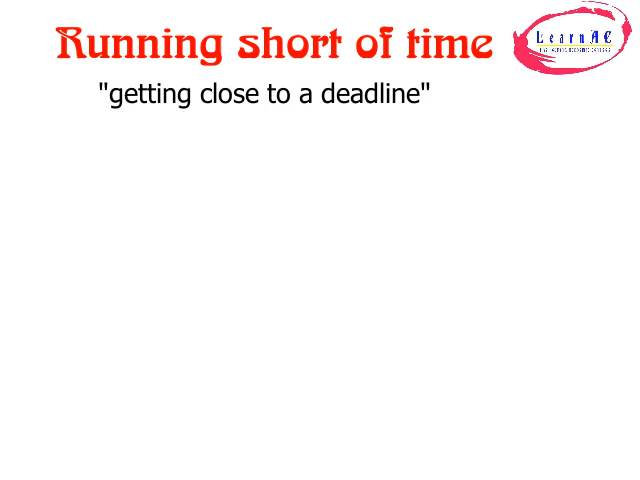 Running short of time
LearnAE
"getting close to a deadline"